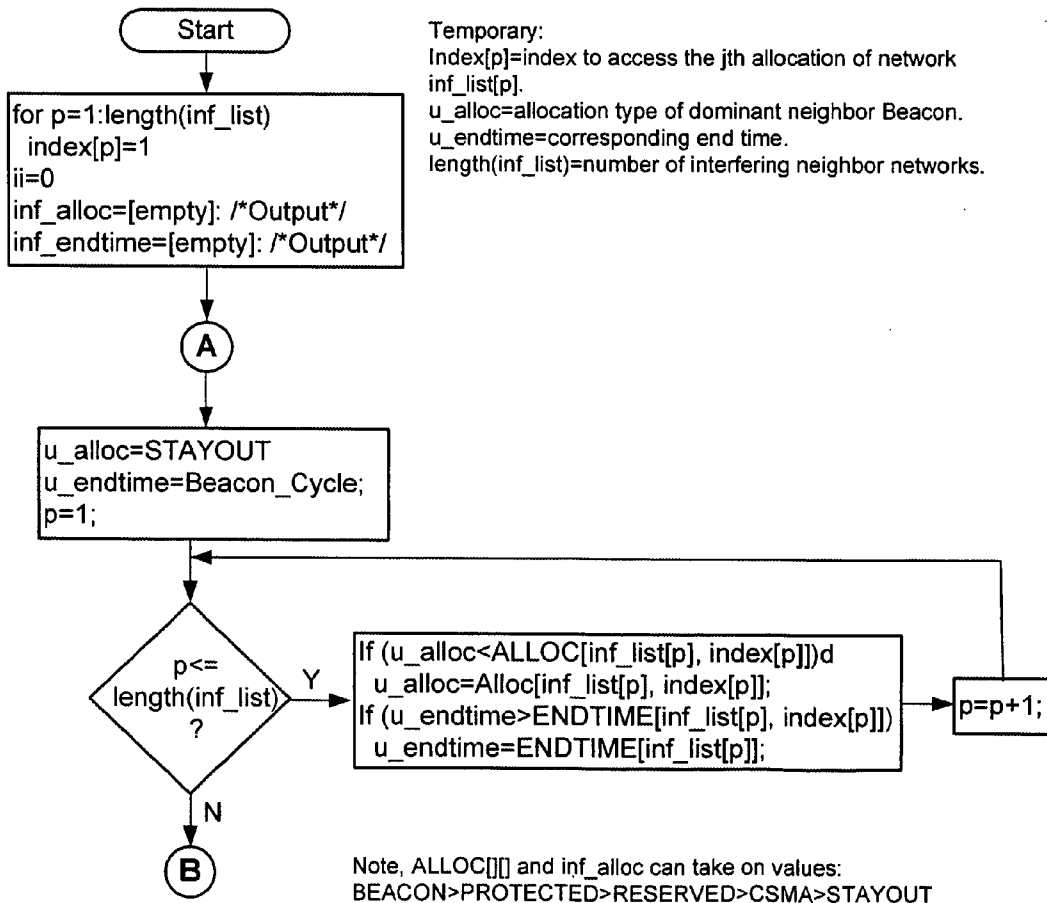 Start
Temporary:
Index[p]=index to access the jth allocation of network
inf_list[p].
u_alloc=allocation type of dominant neighbor Beacon.
u_endtime=corresponding end time.
length(inf_list)=number of interfering neighbor networks.
for p=1:length(inf_list)
index[p]=1
ii=0
inf_alloc=[empty]: /*Output*/
inf_endtime=[empty]: /*Output*/
A
u_alloc=STAYOUT
u_endtime=Beacon_Cycle;
p=1;
p<=
length(inf_list)
?
Y
If (u_alloc<ALLOC[inf_list[p], index[p]])d
u_alloc=Alloc[inf_list[p], index[p]];
If (u_endtime>ENDTIME[inf_list[p], index[p]])
u_endtime=ENDTIME[inf_list[p]];
p=p+1;
N
B
Note, ALLOC[][] and inf_alloc can take on values:
BEACON>PROTECTED>RESERVED>CSMA>STAYOUT